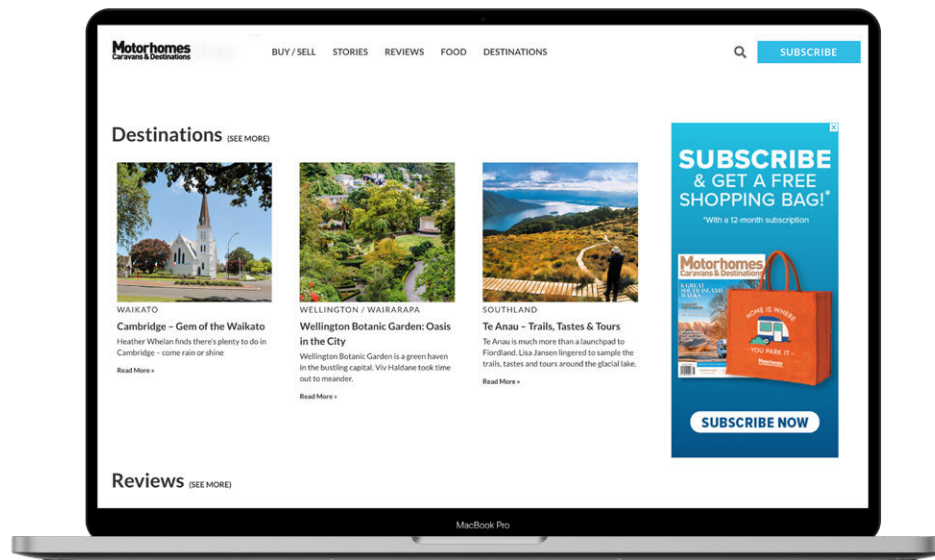 Motorhomes
Caravans & Destinations
BUY / SELL STORIES REVIEWS FOOD DESTINATIONS
SUBSCRIBE
Destinations (SEE MORE)
WAIKATO
Cambridge – Gem of the Waikato
Heather Whelan finds there's plenty to do in
Cambridge – come rain or shine
Read More »
WELLINGTON / WAIRARAPA
Wellington Botanic Garden: Oasis
in the City
Wellington Botanic Garden is a green haven
in the bustling capital. Viv Haldane took time
out to meander.
Read More »
SOUTHLAND
Te Anau – Trails, Tastes & Tours
Te Anau is much more than a launchpad to
Fiordland. Lisa Jansen lingered to sample the
trails, tastes and tours around the glacial lake.
Read More »
SUBSCRIBE
& GET A FREE
SHOPPING BAG!*
*With a 12-month subscription
Motorhomes
Caravans & Destinations
6 GREAT
SOUTH ISLAND
WALKS
HOME IS WHERE
– YOU PARK IT –
Motorhomes
SUBSCRIBE NOW
Reviews (SEE MORE)
MacBook Pro